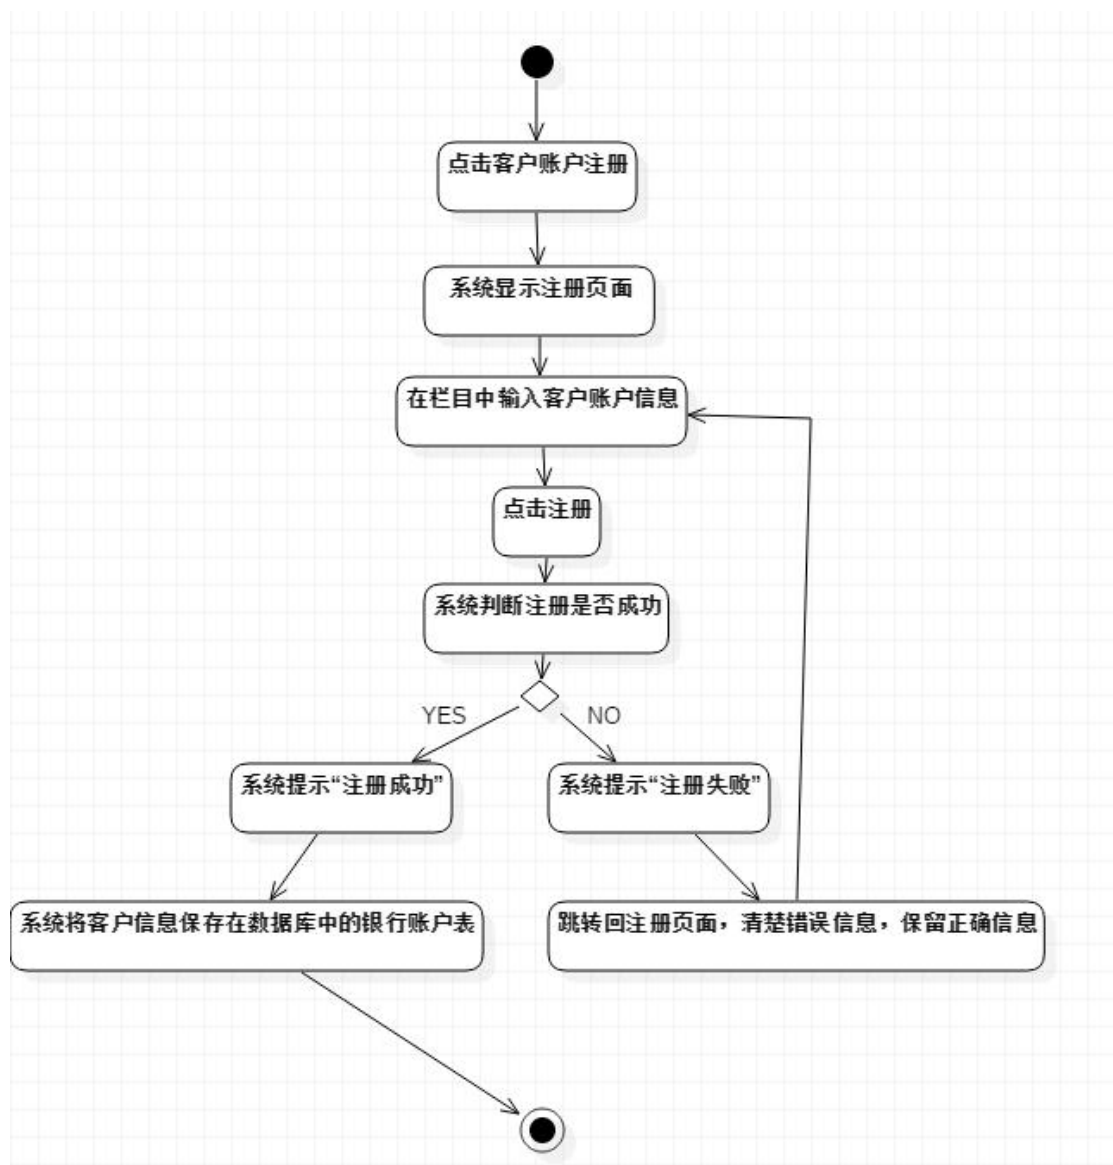 点击客户账户注册
系统显示注册页面
在栏目中输入客户账户信息
点击注册
系统判断注册是否成功
YES
NO
系统提示“注册成功”
系统提示“注册失败”
系统将客户信息保存在数据库中的银行账户表
跳转回注册页面，清楚错误信息，保留正确信息